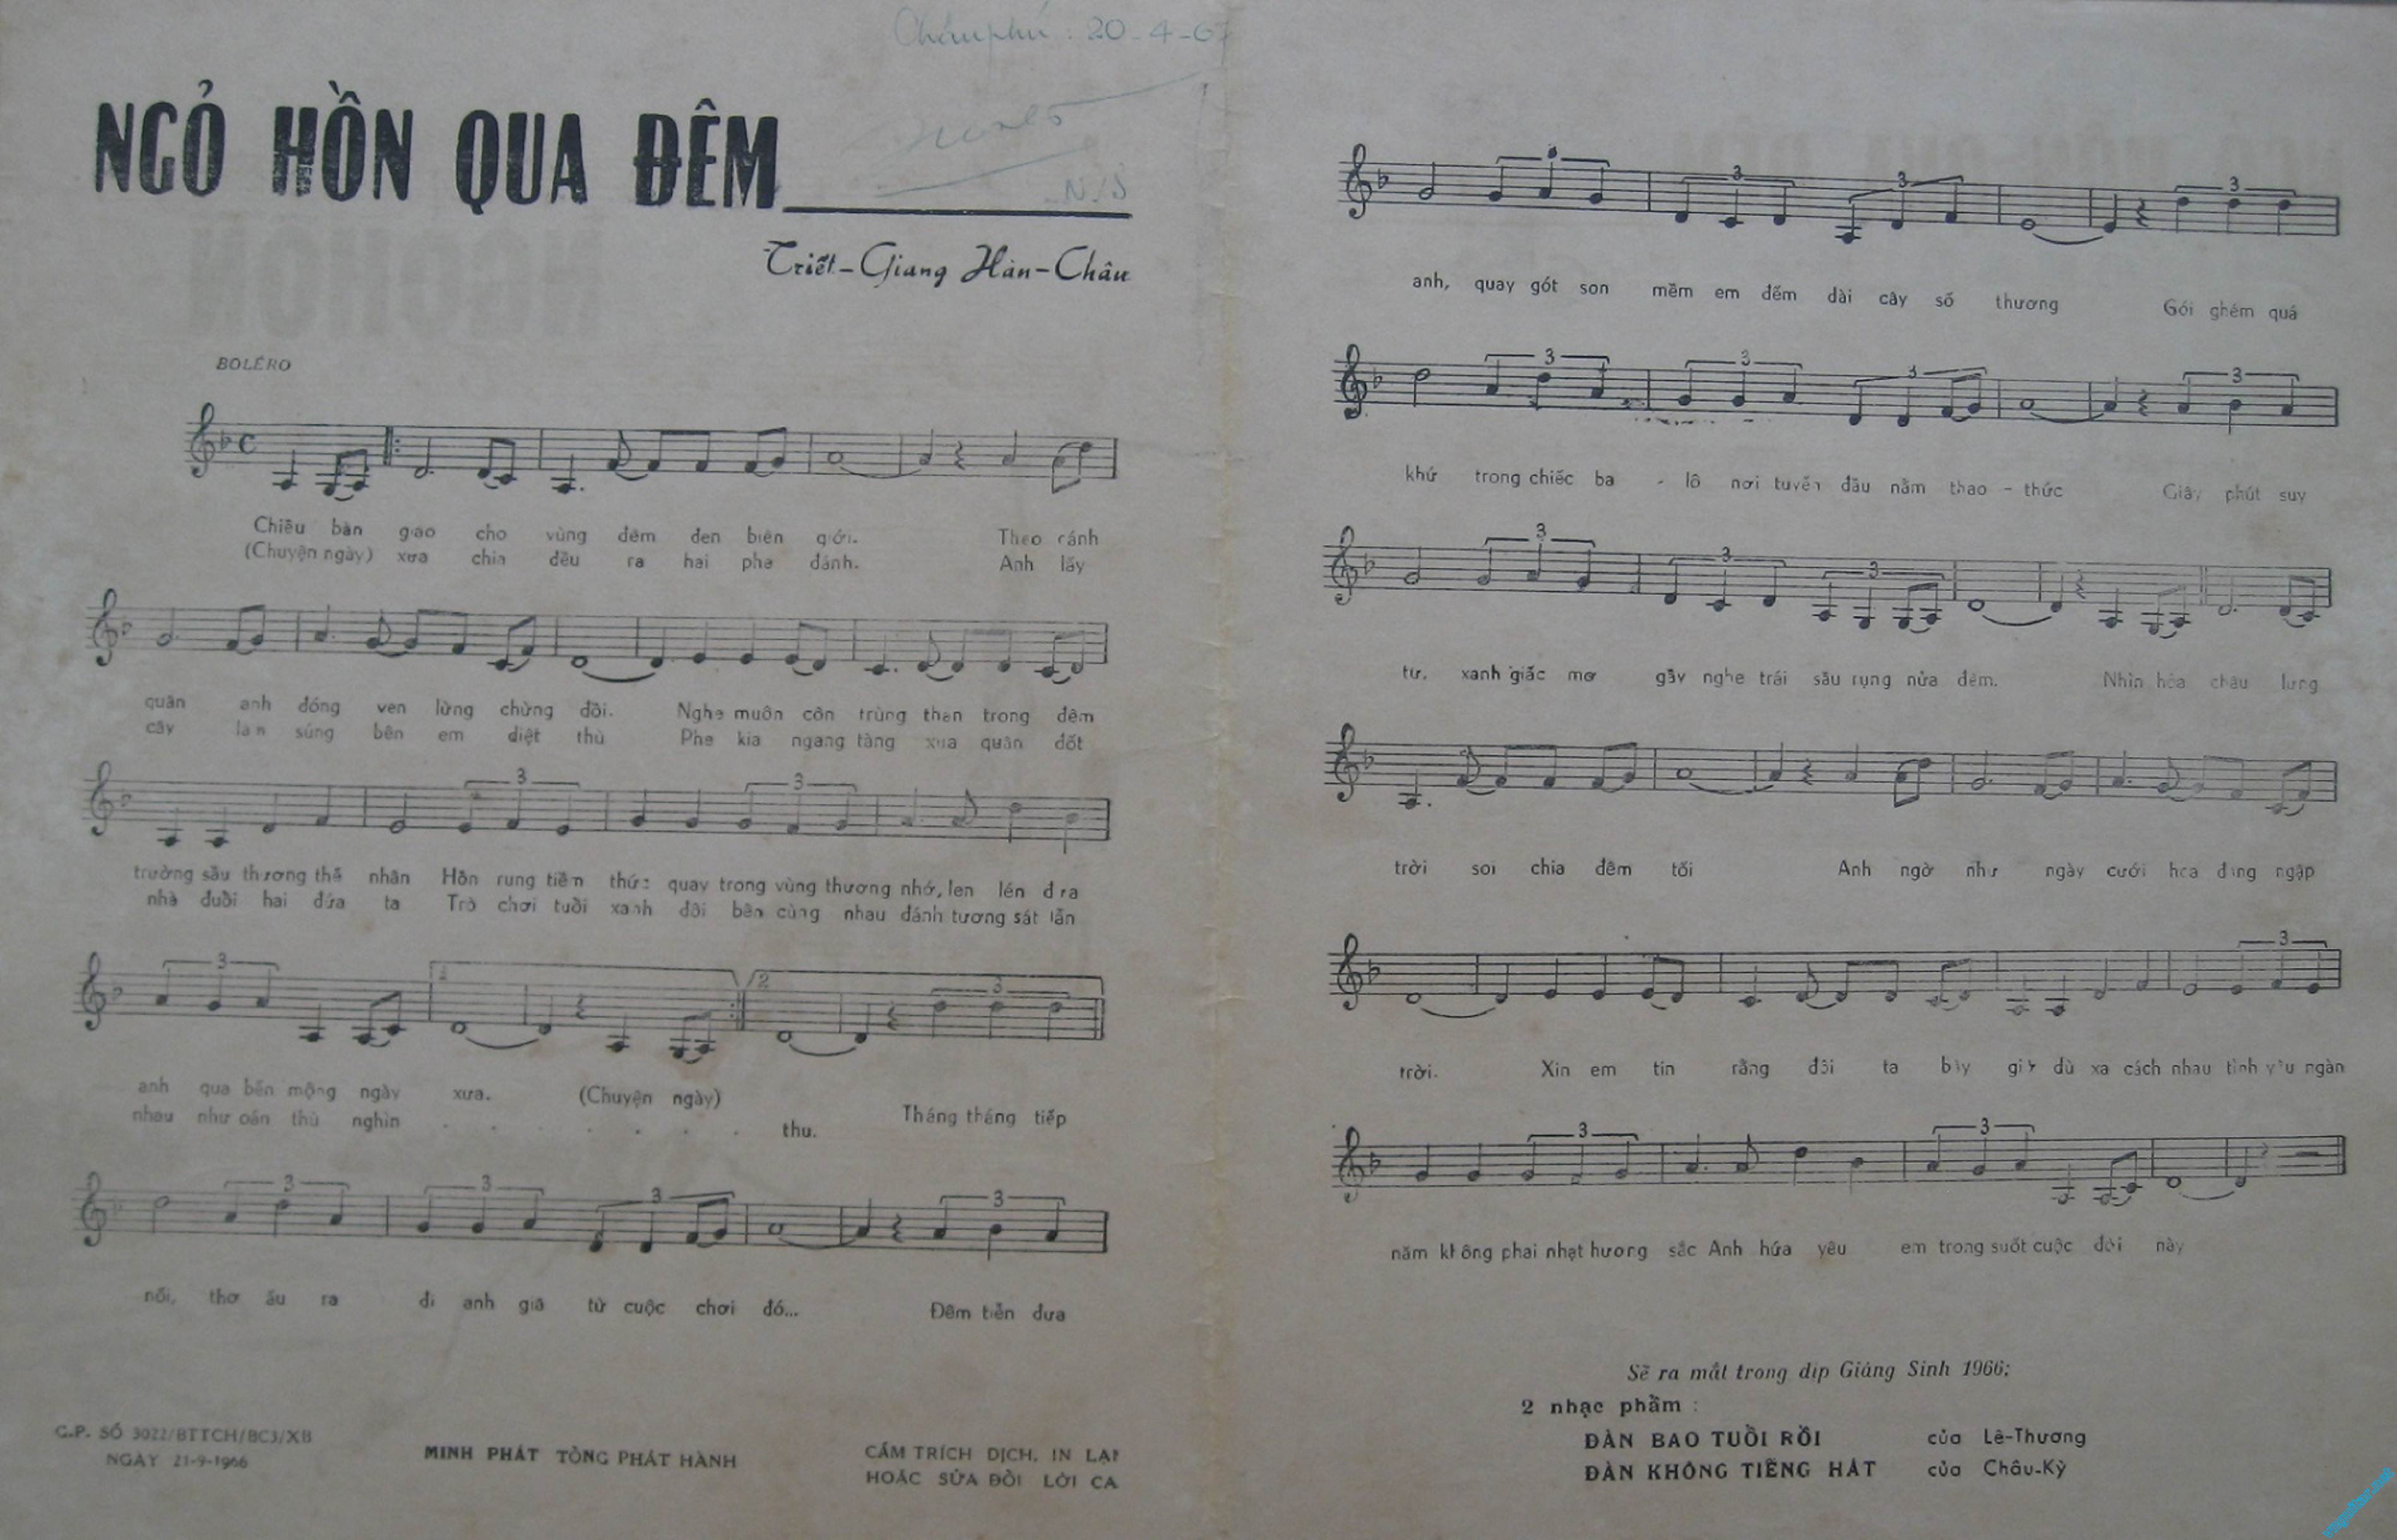 20-4-67
NGỎ HỒN QUA ĐÊM
N/S
Triết-Giang Hàn-Châu
BOLÉRO
Chiều bàn giao cho vùng đêm đen biên giới. Theo cánh
(Chuyện ngày) xưa chia đều ra hai phe đánh. Anh lấy
quân anh đóng ven lừng chừng đồi. Nghe muôn côn trùng than trong đêm
cây làm súng bên em diệt thù Phe kia ngang tàng xua quân đốt
trường sầu thương thế nhân Hồn rung tiềm thức quay trong vùng thương nhớ, len lén đưa
nhà đuổi hai đứa ta Trò chơi tuổi xanh đôi bên cùng nhau đánh tương sát lẫn
anh qua bến mộng ngày xưa. (Chuyện ngày)
nhau như oán thù nghìn . . . . . . . thu. Tháng tháng tiếp
nối, thơ ấu ra đi anh giã từ cuộc chơi đó... Đêm tiễn đưa
G.P. SỐ 3022/BTTCH/BC3/XB
NGÀY 21-9-1966
MINH PHÁT TỔNG PHÁT HÀNH
CẤM TRÍCH DỊCH, IN LẠI
HOẶC SỬA ĐỔI LỜI CA
anh, quay gót son mềm em đếm dài cây số thương Gói ghém quá
khứ trong chiếc ba - lô nơi tuyến đầu nằm thao - thức Giây phút suy
tư, xanh giấc mơ gầy nghe trái sầu rụng nửa đêm. Nhìn hỏa châu lưng
trời soi chia đêm tối Anh ngờ như ngày cưới hoa đăng ngập
trời. Xin em tin rằng đôi ta bây giờ dù xa cách nhau tình yêu ngàn
năm không phai nhạt hương sắc Anh hứa yêu em trong suốt cuộc đời này
Sẽ ra mắt trong dịp Giáng Sinh 1966;
2 nhạc phẩm :
ĐÀN BAO TUỔI RỒI của Lê-Thương
ĐÀN KHÔNG TIẾNG HÁT của Châu-Kỳ